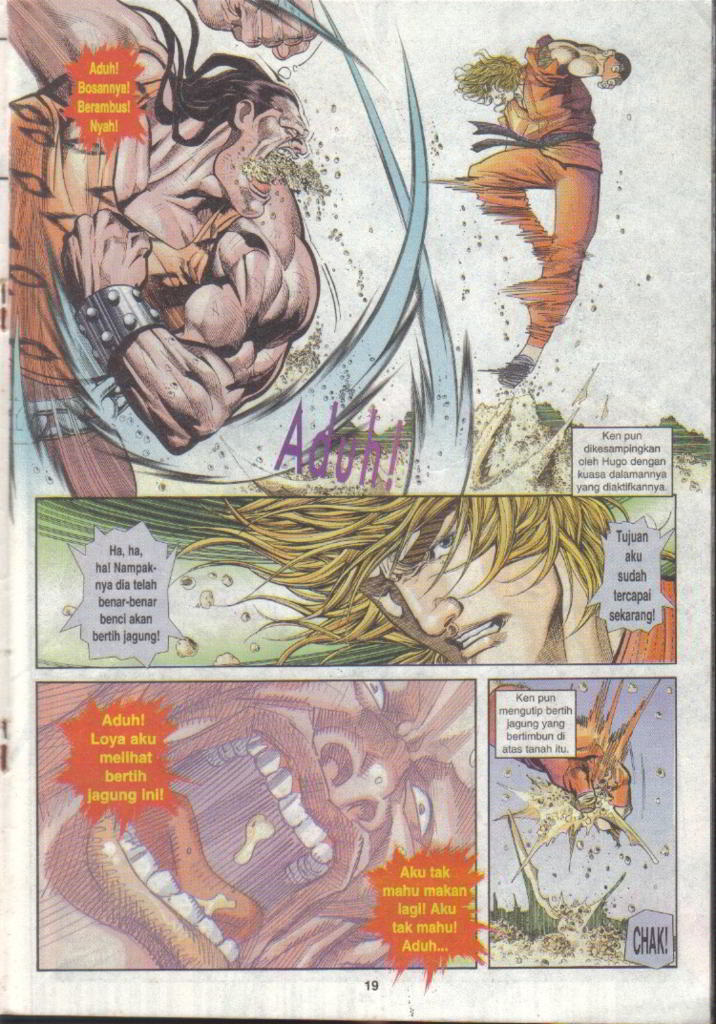 Aduh!
Bosannya!
Berambus!
Nyah!
Aduh!
Ken pun
dikesampingkan
oleh Hugo dengan
kuasa dalamannya
yang diaktifkannya.
Ha, ha,
ha! Nampak-
nya dia telah
benar-benar
benci akan
bertih jagung!
Tujuan
aku
sudah
tercapai
sekarang!
Aduh!
Loya aku
melihat
bertih
jagung ini!
Aku tak
mahu makan
lagi! Aku
tak mahu!
Aduh...
Ken pun
mengutip bertih
jagung yang
bertimbun di
atas tanah itu.
CHAK!
19